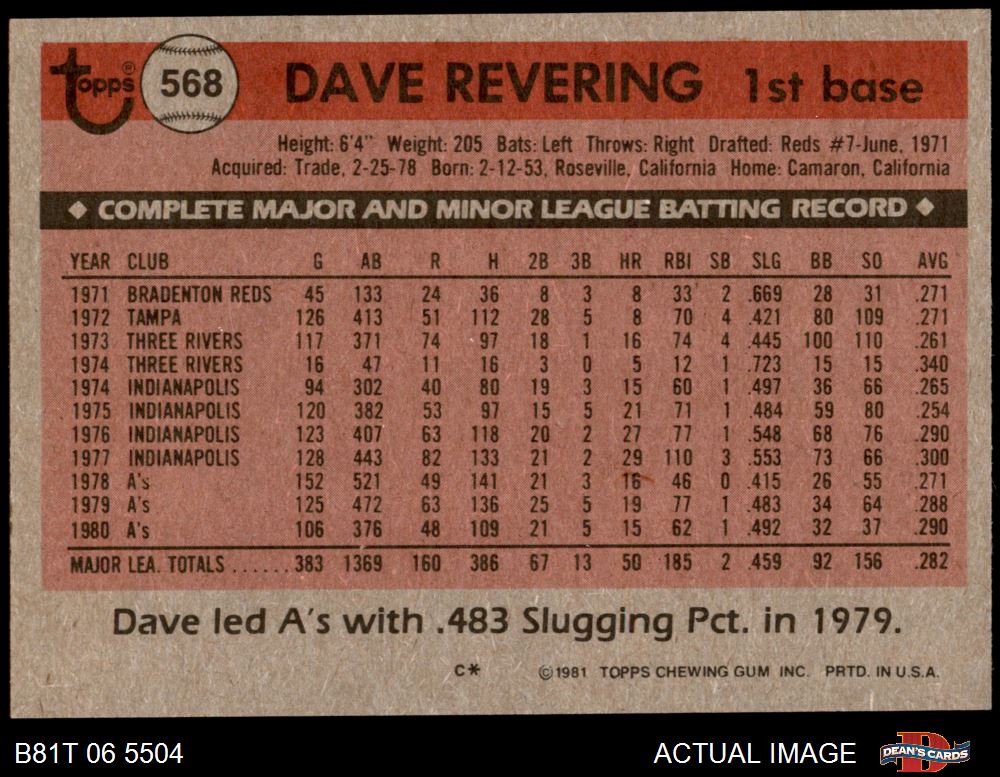 Topps® 568 DAVE REVERING 1st base
Height: 6'4" Weight: 205 Bats: Left Throws: Right Drafted: Reds #7-June, 1971
Acquired: Trade, 2-25-78 Born: 2-12-53, Roseville, California Home: Camaron, California
◆ COMPLETE MAJOR AND MINOR LEAGUE BATTING RECORD ◆
YEAR CLUB G AB R H 2B 3B HR RBI SB SLG BB SO AVG
1971 BRADENTON REDS 45 133 24 36 8 3 8 33 2 .669 28 31 .271
1972 TAMPA 126 413 51 112 28 5 8 70 4 .421 80 109 .271
1973 THREE RIVERS 117 371 74 97 18 1 16 74 4 .445 100 110 .261
1974 THREE RIVERS 16 47 11 16 3 0 5 12 1 .723 15 15 .340
1974 INDIANAPOLIS 94 302 40 80 19 3 15 60 1 .497 36 66 .265
1975 INDIANAPOLIS 120 382 53 97 15 5 21 71 1 .484 59 80 .254
1976 INDIANAPOLIS 123 407 63 118 20 2 27 77 1 .548 68 76 .290
1977 INDIANAPOLIS 128 443 82 133 21 2 29 110 3 .553 73 66 .300
1978 A's 152 521 49 141 21 3 16 46 0 .415 26 55 .271
1979 A's 125 472 63 136 25 5 19 77 1 .483 34 64 .288
1980 A's 106 376 48 109 21 5 15 62 1 .492 32 37 .290
MAJOR LEA. TOTALS ...... 383 1369 160 386 67 13 50 185 2 .459 92 156 .282
Dave led A's with .483 Slugging Pct. in 1979.
C* ©1981 TOPPS CHEWING GUM INC. PRTD. IN U.S.A.
B81T 06 5504 ACTUAL IMAGE DEAN'S CARDS